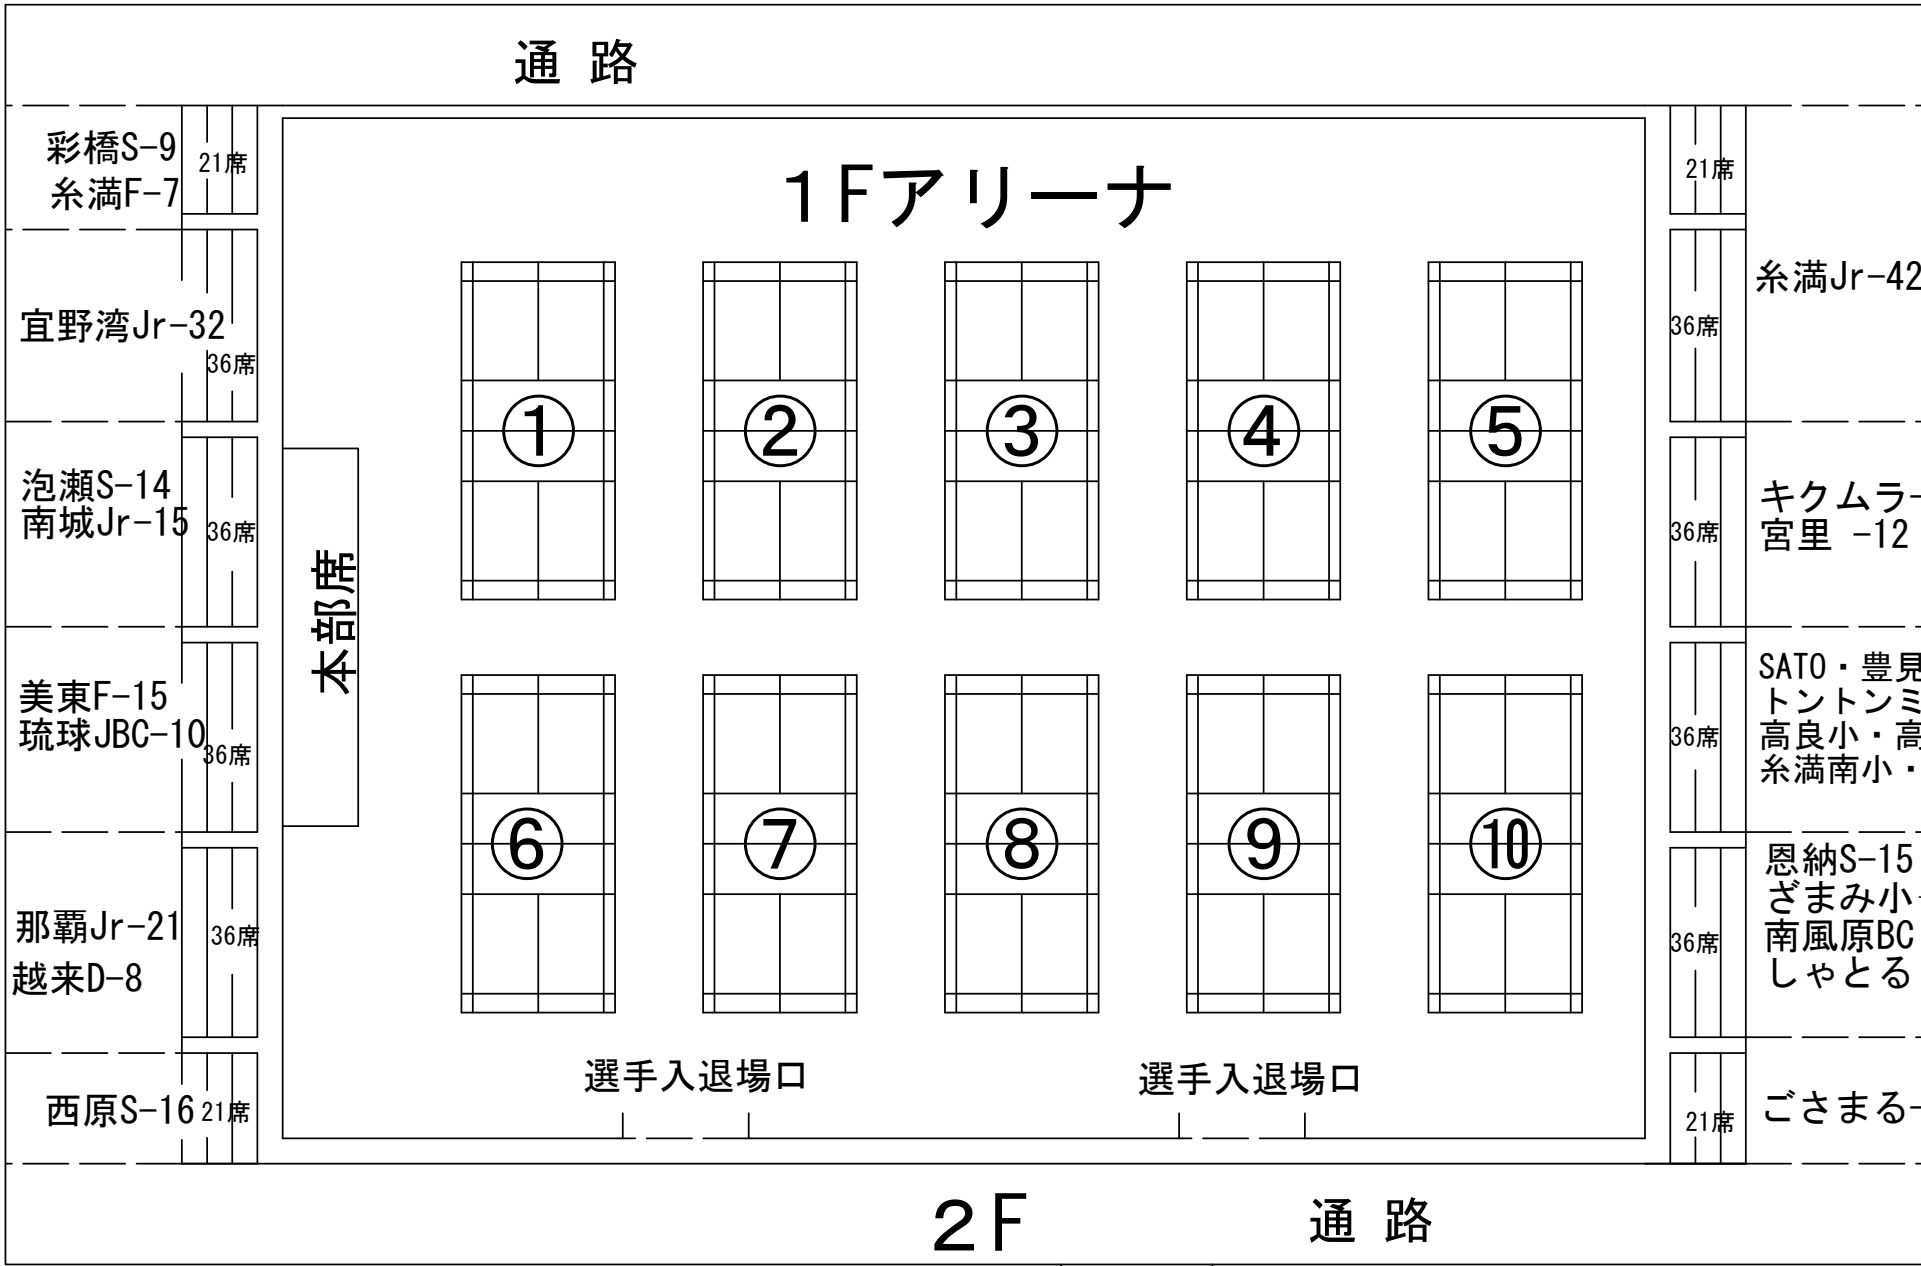 通 路
彩橋S-9
糸満F-7
21席
1Fアリーナ
21席
宜野湾Jr-32
36席
36席
糸満Jr-42
①
②
③
④
⑤
泡瀬S-14
南城Jr-15
36席
本部席
36席
キクムラ-
宮里 -12
美東F-15
琉球JBC-10
36席
36席
SATO・豊見
トントンミ
高良小・高
糸満南小・
⑥
⑦
⑧
⑨
⑩
那覇Jr-21
越来D-8
36席
36席
恩納S-15
ざまみ小-
南風原BC
しゃとる
選手入退場口
選手入退場口
西原S-16
21席
21席
ごさまる-
2F
通 路